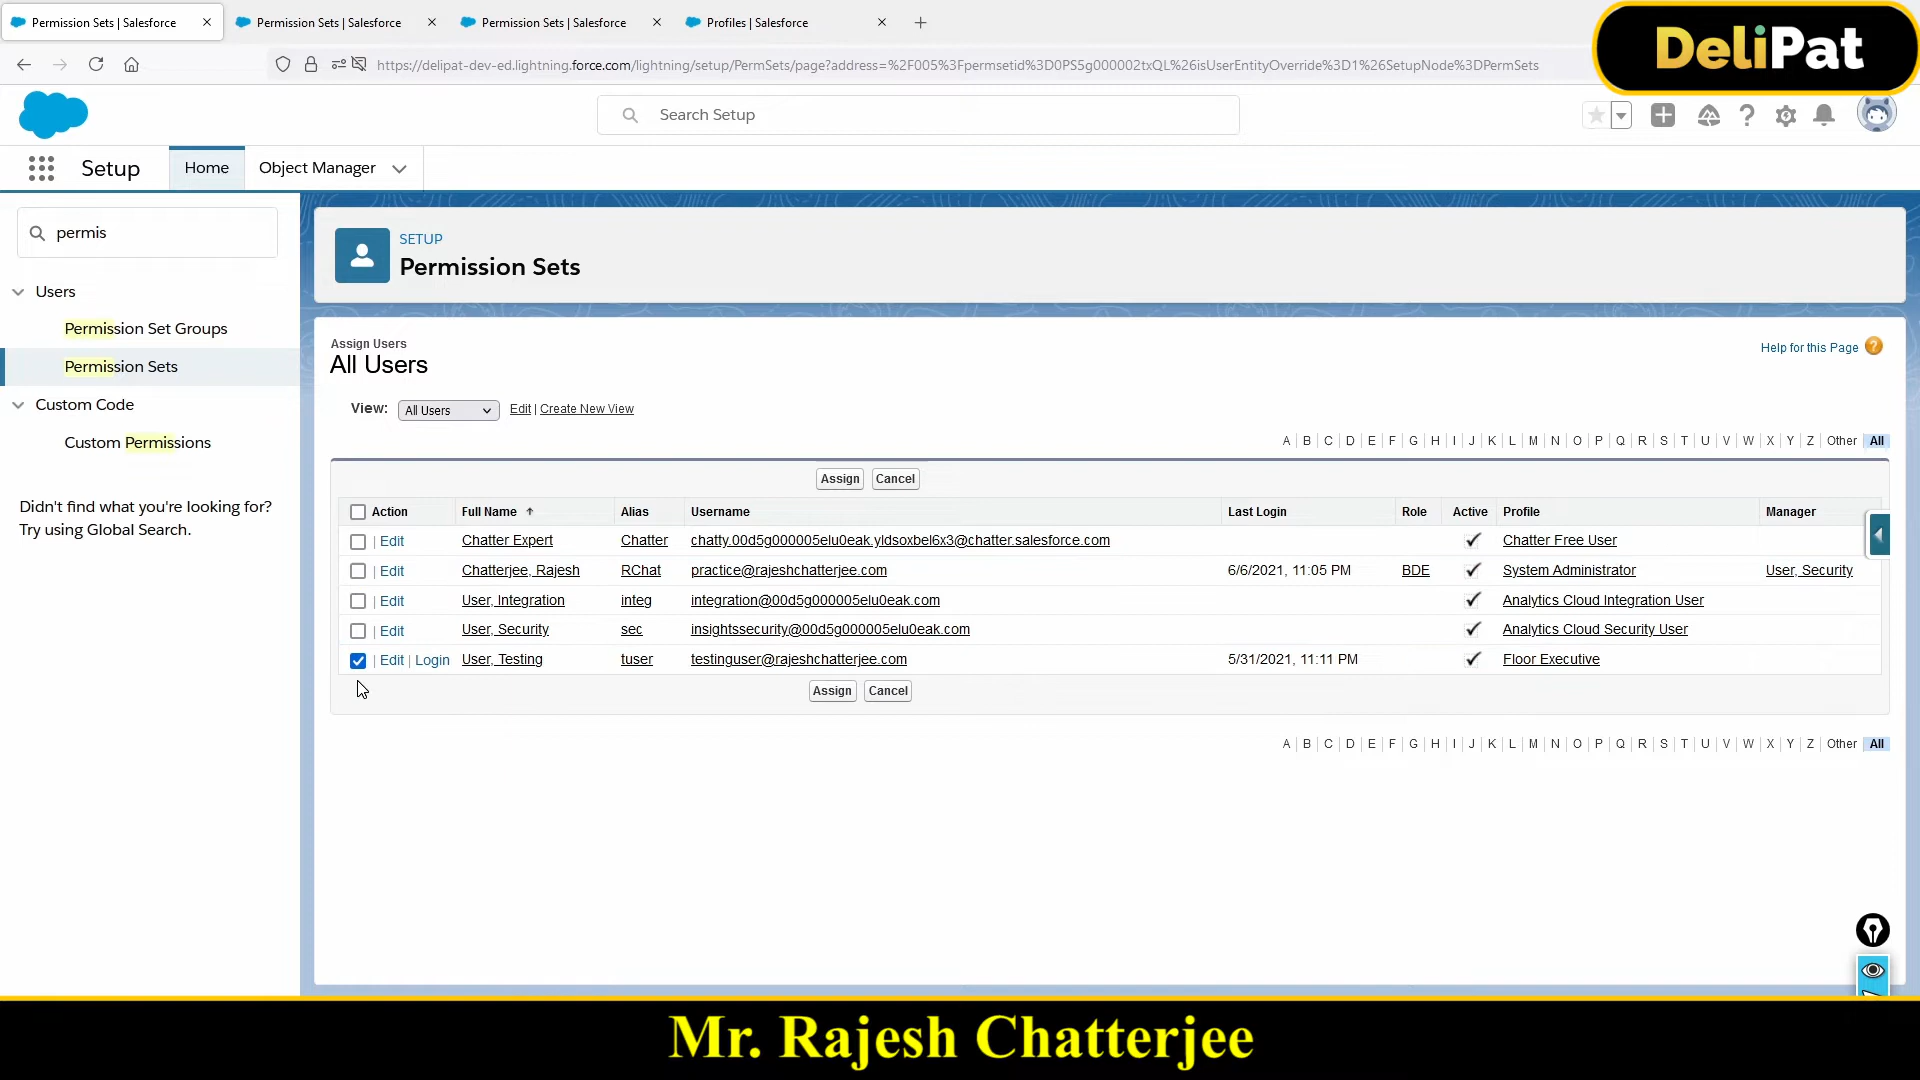 Permission Sets | Salesforce
Permission Sets | Salesforce
Permission Sets | Salesforce
Profiles | Salesforce
https://delipat-dev-ed.lightning.force.com/lightning/setup/PermSets/page?address=%2F005%3Fpermsetid%3D0PS5g000002txQL%26isUserEntityOverride%3D1%26SetupNode%3DPermSets
DeliPat
Search Setup
Setup
Home
Object Manager
permis
Users
Permission Set Groups
Permission Sets
Custom Code
Custom Permissions
Didn't find what you're looking for?
Try using Global Search.
SETUP
Permission Sets
Assign Users
All Users
Help for this Page ?
View: All Users Edit | Create New View
A | B | C | D | E | F | G | H | I | J | K | L | M | N | O | P | Q | R | S | T | U | V | W | X | Y | Z | Other All
Assign Cancel
Action Full Name Alias Username Last Login Role Active Profile Manager
| Edit Chatter Expert Chatter chatty.00d5g000005elu0eak.yldsoxbel6x3@chatter.salesforce.com Chatter Free User
| Edit Chatterjee, Rajesh RChat practice@rajeshchatterjee.com 6/6/2021, 11:05 PM BDE System Administrator User, Security
| Edit User, Integration integ integration@00d5g000005elu0eak.com Analytics Cloud Integration User
| Edit User, Security sec insightssecurity@00d5g000005elu0eak.com Analytics Cloud Security User
| Edit | Login User, Testing tuser testinguser@rajeshchatterjee.com 5/31/2021, 11:11 PM Floor Executive
Assign Cancel
A | B | C | D | E | F | G | H | I | J | K | L | M | N | O | P | Q | R | S | T | U | V | W | X | Y | Z | Other All
Mr. Rajesh Chatterjee